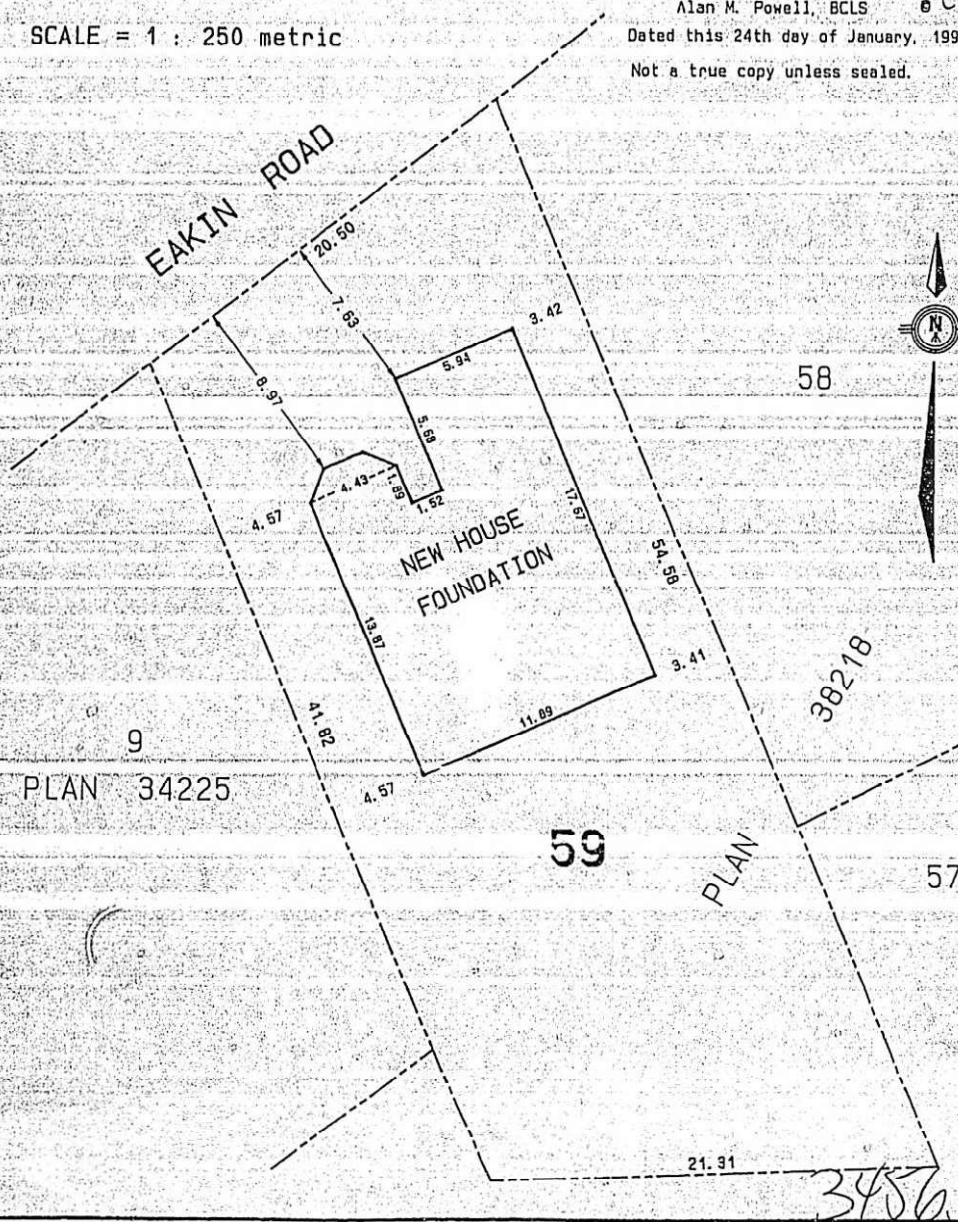 Alan M. Powell, BCLS
SCALE = 1 : 250 metric
Dated this 24th day of January, 199
Not a true copy unless sealed.
EAKIN ROAD
20.50
7.63
3.42
5.94
N
58
8.97
5.68
4.43
1.89
1.52
4.57
17.67
NEW HOUSE
FOUNDATION
54.58
13.87
3.41
38218
41.82
11.89
9
PLAN 34225
4.57
59
PLAN
57
21.31
3456